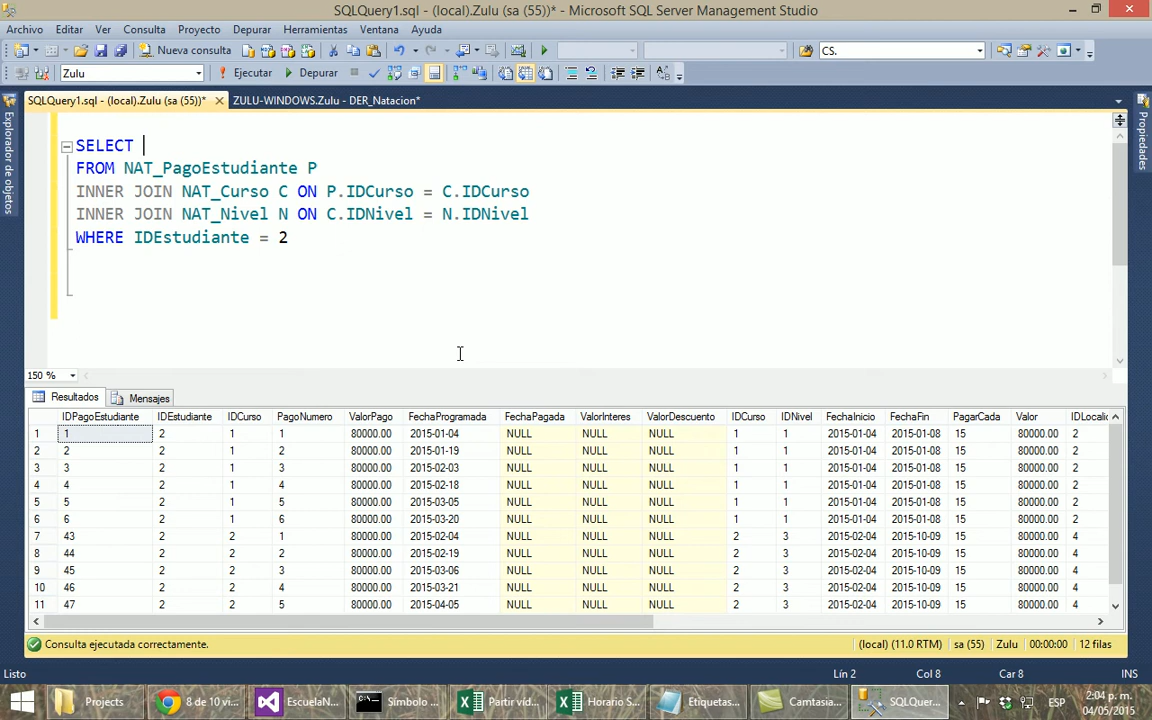 SQLQuery1.sql - (local).Zulu (sa (55))* - Microsoft SQL Server Management Studio
Archivo Editar Ver Consulta Proyecto Depurar Herramientas Ventana Ayuda
Nueva consulta CS.
Zulu Ejecutar Depurar
SQLQuery1.sql - (local).Zulu (sa (55))* ZULU-WINDOWS.Zulu - DER_Natacion*
Explorador de objetos
Propiedades
SELECT
FROM NAT_PagoEstudiante P
INNER JOIN NAT_Curso C ON P.IDCurso = C.IDCurso
INNER JOIN NAT_Nivel N ON C.IDNivel = N.IDNivel
WHERE IDEstudiante = 2
150 %
Resultados Mensajes
IDPagoEstudiante IDEstudiante IDCurso PagoNumero ValorPago FechaProgramada FechaPagada ValorInteres ValorDescuento IDCurso IDNivel FechaInicio FechaFin PagarCada Valor IDLocalic
1 1 2 1 1 80000.00 2015-01-04 NULL NULL NULL 1 1 2015-01-04 2015-01-08 15 80000.00 2
2 2 2 1 2 80000.00 2015-01-19 NULL NULL NULL 1 1 2015-01-04 2015-01-08 15 80000.00 2
3 3 2 1 3 80000.00 2015-02-03 NULL NULL NULL 1 1 2015-01-04 2015-01-08 15 80000.00 2
4 4 2 1 4 80000.00 2015-02-18 NULL NULL NULL 1 1 2015-01-04 2015-01-08 15 80000.00 2
5 5 2 1 5 80000.00 2015-03-05 NULL NULL NULL 1 1 2015-01-04 2015-01-08 15 80000.00 2
6 6 2 1 6 80000.00 2015-03-20 NULL NULL NULL 1 1 2015-01-04 2015-01-08 15 80000.00 2
7 43 2 2 1 80000.00 2015-02-04 NULL NULL NULL 2 3 2015-02-04 2015-10-09 15 80000.00 4
8 44 2 2 2 80000.00 2015-02-19 NULL NULL NULL 2 3 2015-02-04 2015-10-09 15 80000.00 4
9 45 2 2 3 80000.00 2015-03-06 NULL NULL NULL 2 3 2015-02-04 2015-10-09 15 80000.00 4
10 46 2 2 4 80000.00 2015-03-21 NULL NULL NULL 2 3 2015-02-04 2015-10-09 15 80000.00 4
11 47 2 2 5 80000.00 2015-04-05 NULL NULL NULL 2 3 2015-02-04 2015-10-09 15 80000.00 4
Consulta ejecutada correctamente. (local) (11.0 RTM) sa (55) Zulu 00:00:00 12 filas
Listo Lín 2 Col 8 Car 8 INS
Projects 8 de 10 vi... EscuelaN... Símbolo ... Partir víd... Horario S... Etiquetas... Camtasia... SQLQuer... ESP 2:04 p. m.
04/05/2015